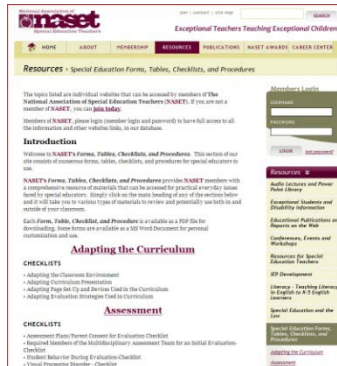 National Association of
naset
Special Education Teachers
join | contact | site map
SEARCH
Exceptional Teachers Teaching Exceptional Children
HOME
ABOUT
MEMBERSHIP
RESOURCES
PUBLICATIONS
NASET AWARDS
CAREER CENTER
Resources - Special Education Forms, Tables, Checklists, and Procedures
The topics listed are individual websites that can be accessed by members of The
National Association of Special Education Teachers (NASET). If you are not a
member of NASET, you can join today.
Members of NASET, please login (member login and password) to have full access to all
the information and other websites links, in our database.
Introduction
Welcome to NASET's Forms, Tables, Checklists, and Procedures. This section of our
site consists of numerous forms, tables, checklists, and procedures for special educators to
use.
NASET's Forms, Tables, Checklists, and Procedures provides NASET members with
a comprehensive resource of materials that can be accessed for practical everyday issues
faced by special educators. Simply click on the main heading of any of the sections below
and it will take you to various types of materials to review and potentially use both in and
outside of your classroom.
Each Form, Table, Checklist, and Procedure is available as a PDF file for
downloading. Some forms are available as a MS Word Document for personal
customization and use.
Adapting the Curriculum
CHECKLISTS
• Adapting the Classroom Environment
• Adapting Curriculum Presentation
• Adapting Page Set-Up and Devices Used in the Curriculum
• Adapting Evaluation Strategies Used in Curriculum
Assessment
CHECKLISTS
• Assessment Plans/Parent Consent for Evaluation Checklist
• Required Members of the Multidisciplinary Assessment Team for an Initial Evaluation-
Checklist
• Student Behavior During Evaluation-Checklist
• Visual Processing Disorder - Checklist
Members Login
USERNAME
PASSWORD
LOGIN
lost password?
Resources
Audio Lectures and Power
Point Library
Exceptional Students and
Disability Information
Educational Publications and
Reports on the Web
Conferences, Events and
Workshops
Resources for Special
Education Teachers
IEP Development
Literacy - Teaching Literacy
in English to K-5 English
Learners
Special Education and the
Law
Special Education Forms,
Tables, Checklists, and
Procedures
Adapting the Curriculum
Assessment